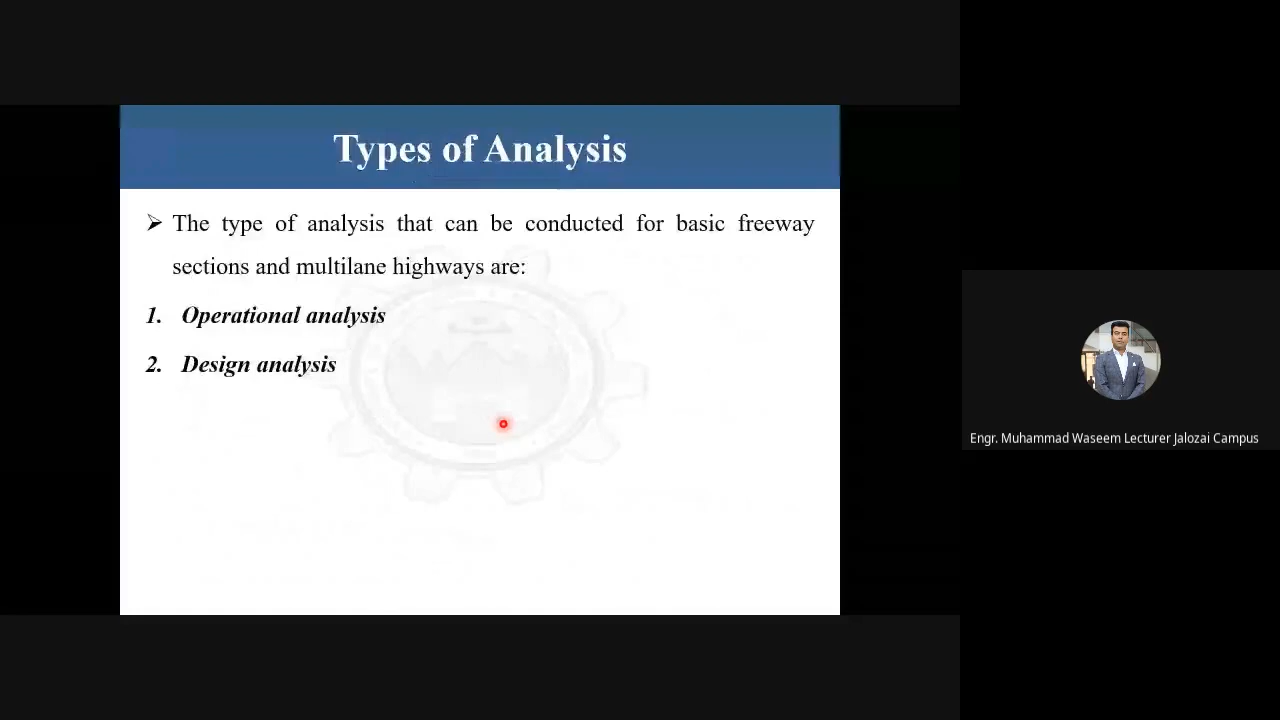 Types of Analysis
➢ The type of analysis that can be conducted for basic freeway
sections and multilane highways are:
1. Operational analysis
2. Design analysis
Engr. Muhammad Waseem Lecturer Jalozai Campus